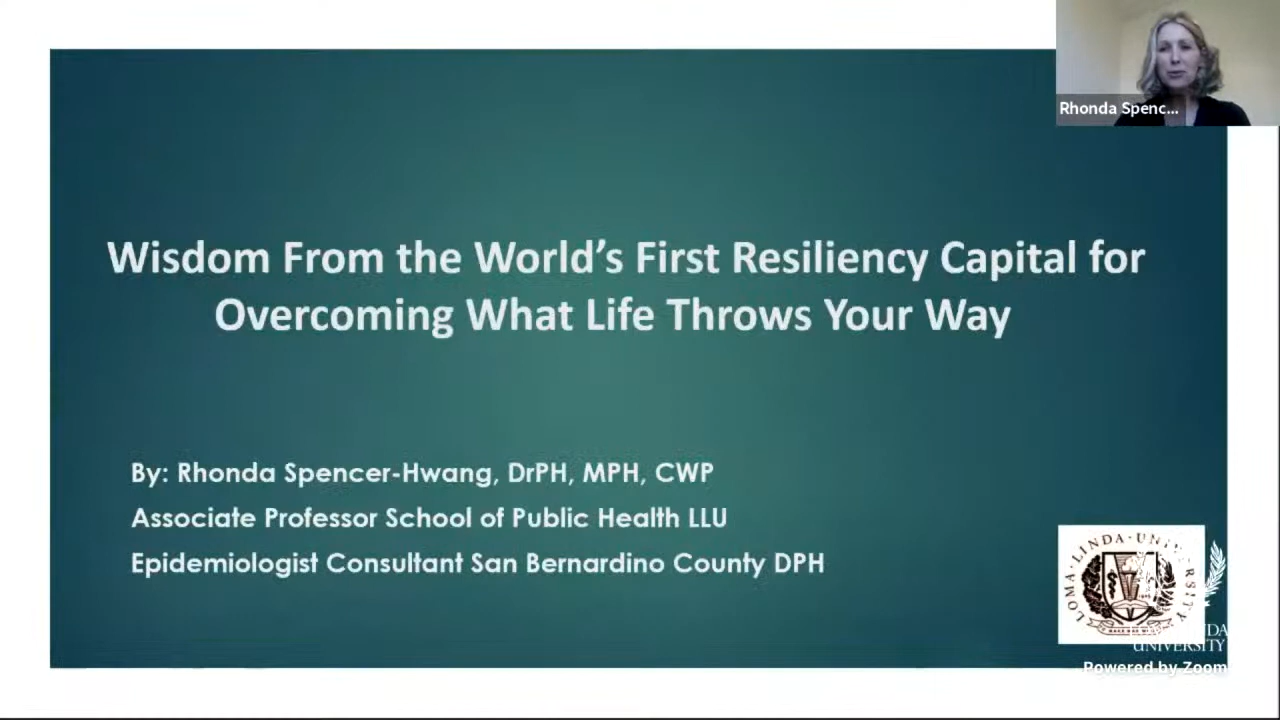 Rhonda Spenc...
Wisdom From the World’s First Resiliency Capital for
Overcoming What Life Throws Your Way
By: Rhonda Spencer-Hwang, DrPH, MPH, CWP
Associate Professor School of Public Health LLU
Epidemiologist Consultant San Bernardino County DPH
LOMA·LINDA·UNIVERSITY
UNIVERSITY
Powered by Zoom